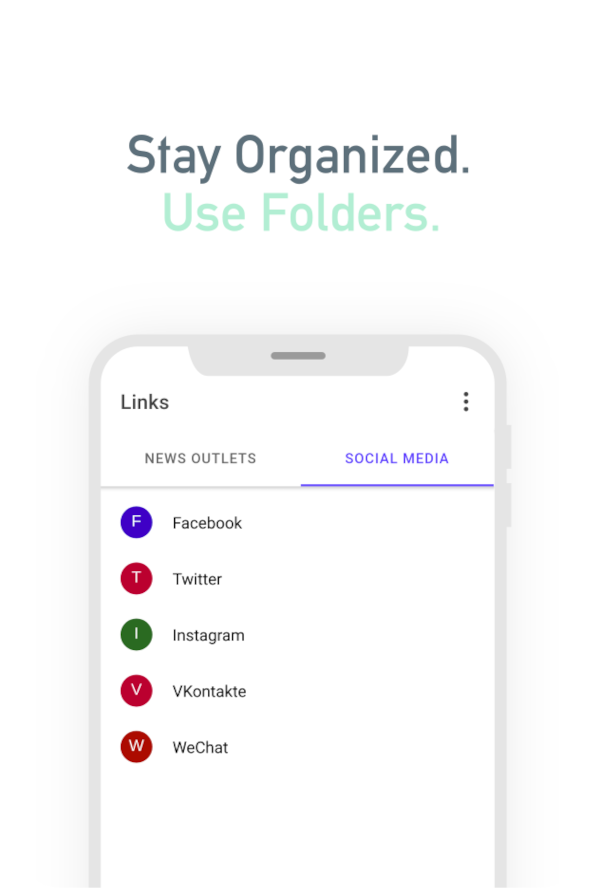 Stay Organized.
Use Folders.
Links
NEWS OUTLETS SOCIAL MEDIA
F Facebook
T Twitter
I Instagram
V VKontakte
W WeChat